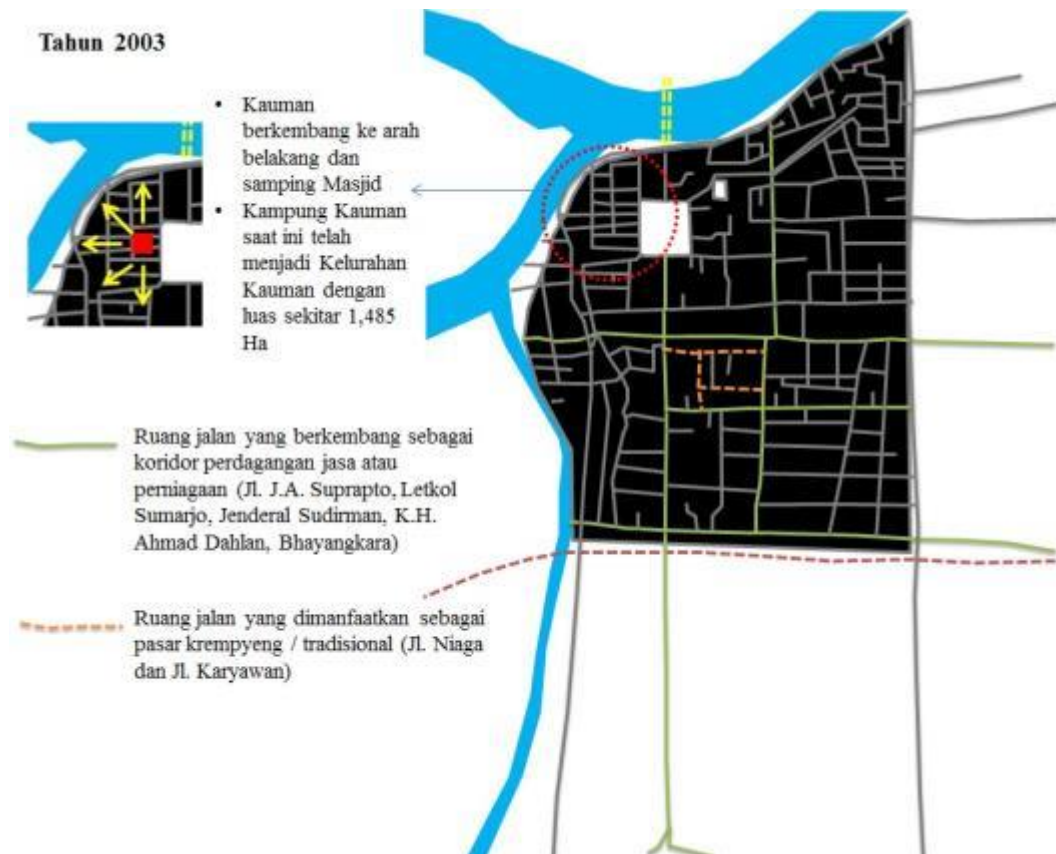 Tahun 2003
• Kauman
berkembang ke arah
belakang dan
samping Masjid
• Kampung Kauman
saat ini telah
menjadi Kelurahan
Kauman dengan
luas sekitar 1,485
Ha
Ruang jalan yang berkembang sebagai
koridor perdagangan jasa atau
perniagaan (Jl. J.A. Suprapto, Letkol
Sumarjo, Jenderal Sudirman, K.H.
Ahmad Dahlan, Bhayangkara)
Ruang jalan yang dimanfaatkan sebagai
pasar krempyeng / tradisional (Jl. Niaga
dan Jl. Karyawan)